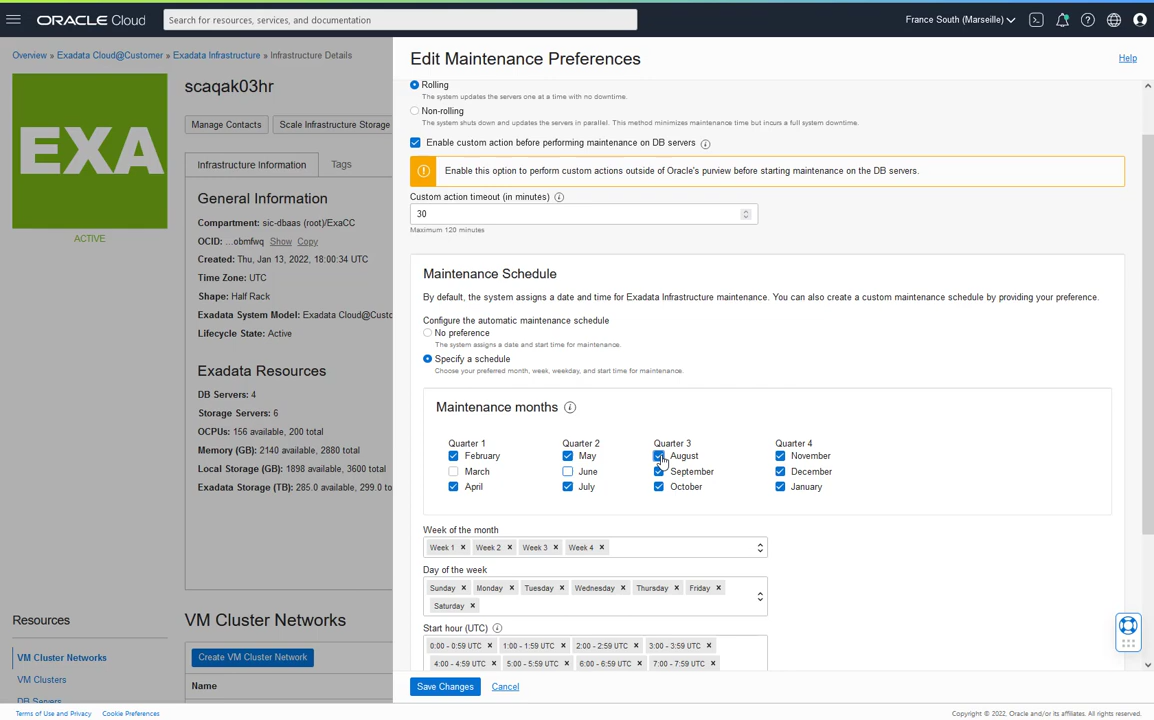 ORACLE Cloud
Search for resources, services, and documentation
France South (Marseille)
Overview » Exadata Cloud@Customer » Exadata Infrastructure » Infrastructure Details
EXA
ACTIVE
scaqak03hr
Manage Contacts
Scale Infrastructure Storage
Infrastructure Information
Tags
General Information
Compartment: sic-dbaas (root)/ExaCC
OCID: ...obmfwq Show Copy
Created: Thu, Jan 13, 2022, 18:00:34 UTC
Time Zone: UTC
Shape: Half Rack
Exadata System Model: Exadata Cloud@Custo
Lifecycle State: Active
Exadata Resources
DB Servers: 4
Storage Servers: 6
OCPUs: 156 available, 200 total
Memory (GB): 2140 available, 2880 total
Local Storage (GB): 1898 available, 3600 total
Exadata Storage (TB): 285.0 available, 299.0 to
Resources
VM Cluster Networks
VM Clusters
DB Servers
VM Cluster Networks
Create VM Cluster Network
Name
Edit Maintenance Preferences
Help
Rolling
The system updates the servers one at a time with no downtime.
Non-rolling
The system shuts down and updates the servers in parallel. This method minimizes maintenance time but incurs a full system downtime.
Enable custom action before performing maintenance on DB servers
Enable this option to perform custom actions outside of Oracle's purview before starting maintenance on the DB servers.
Custom action timeout (in minutes)
30
Maximum 120 minutes
Maintenance Schedule
By default, the system assigns a date and time for Exadata Infrastructure maintenance. You can also create a custom maintenance schedule by providing your preference.
Configure the automatic maintenance schedule
No preference
The system assigns a date and start time for maintenance.
Specify a schedule
Choose your preferred month, week, weekday, and start time for maintenance.
Maintenance months
Quarter 1 Quarter 2 Quarter 3 Quarter 4
February May August November
March June September December
April July October January
Week of the month
Week 1 × Week 2 × Week 3 × Week 4 ×
Day of the week
Sunday × Monday × Tuesday × Wednesday × Thursday × Friday ×
Saturday ×
Start hour (UTC)
0:00 - 0:59 UTC × 1:00 - 1:59 UTC × 2:00 - 2:59 UTC × 3:00 - 3:59 UTC ×
4:00 - 4:59 UTC × 5:00 - 5:59 UTC × 6:00 - 6:59 UTC × 7:00 - 7:59 UTC ×
Save Changes Cancel
Terms of Use and Privacy Cookie Preferences
Copyright © 2022, Oracle and/or its affiliates. All rights reserved.